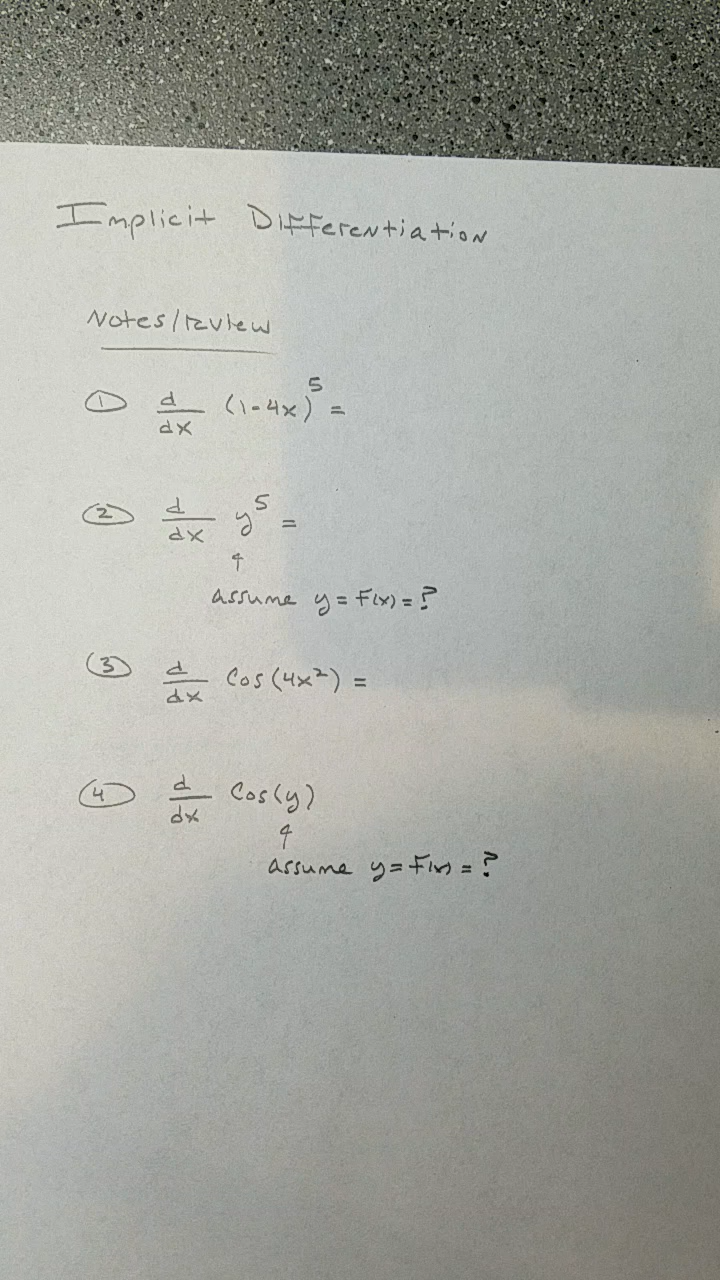 Implicit Differentiation
Notes/review
① d/dx (1-4x)^5 =
② d/dx y^5 =
↑
assume y = F(x) = ?
③ d/dx Cos(4x²) =
④ d/dx Cos(y)
↑
assume y = F(x) = ?